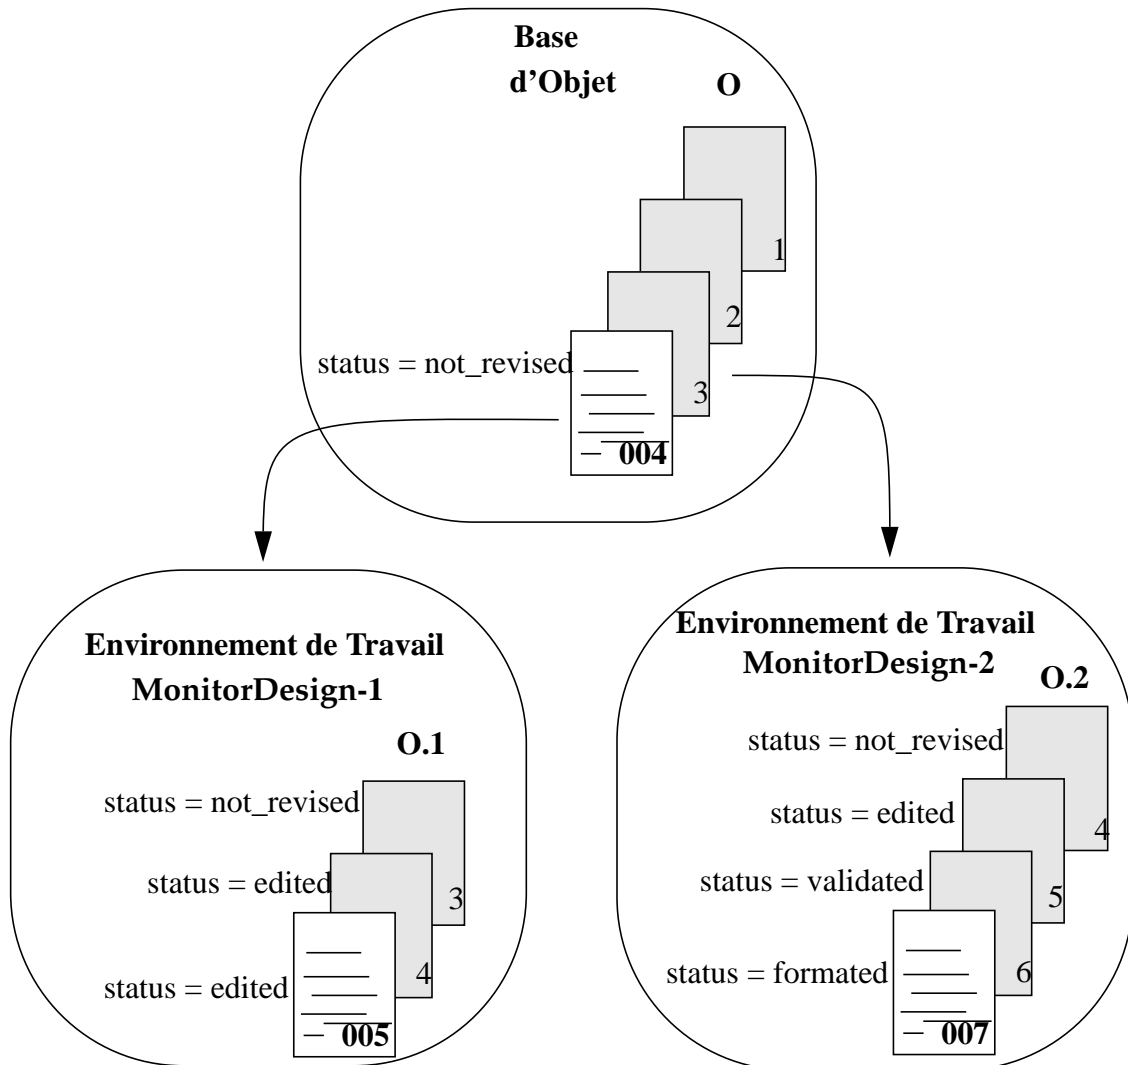 Base
d’Objet
O
1
2
status = not_revised
3
004
Environnement de Travail
MonitorDesign-1
O.1
status = not_revised
status = edited
3
4
status = edited
005
Environnement de Travail
MonitorDesign-2
O.2
status = not_revised
status = edited
4
status = validated
5
status = formated
6
007